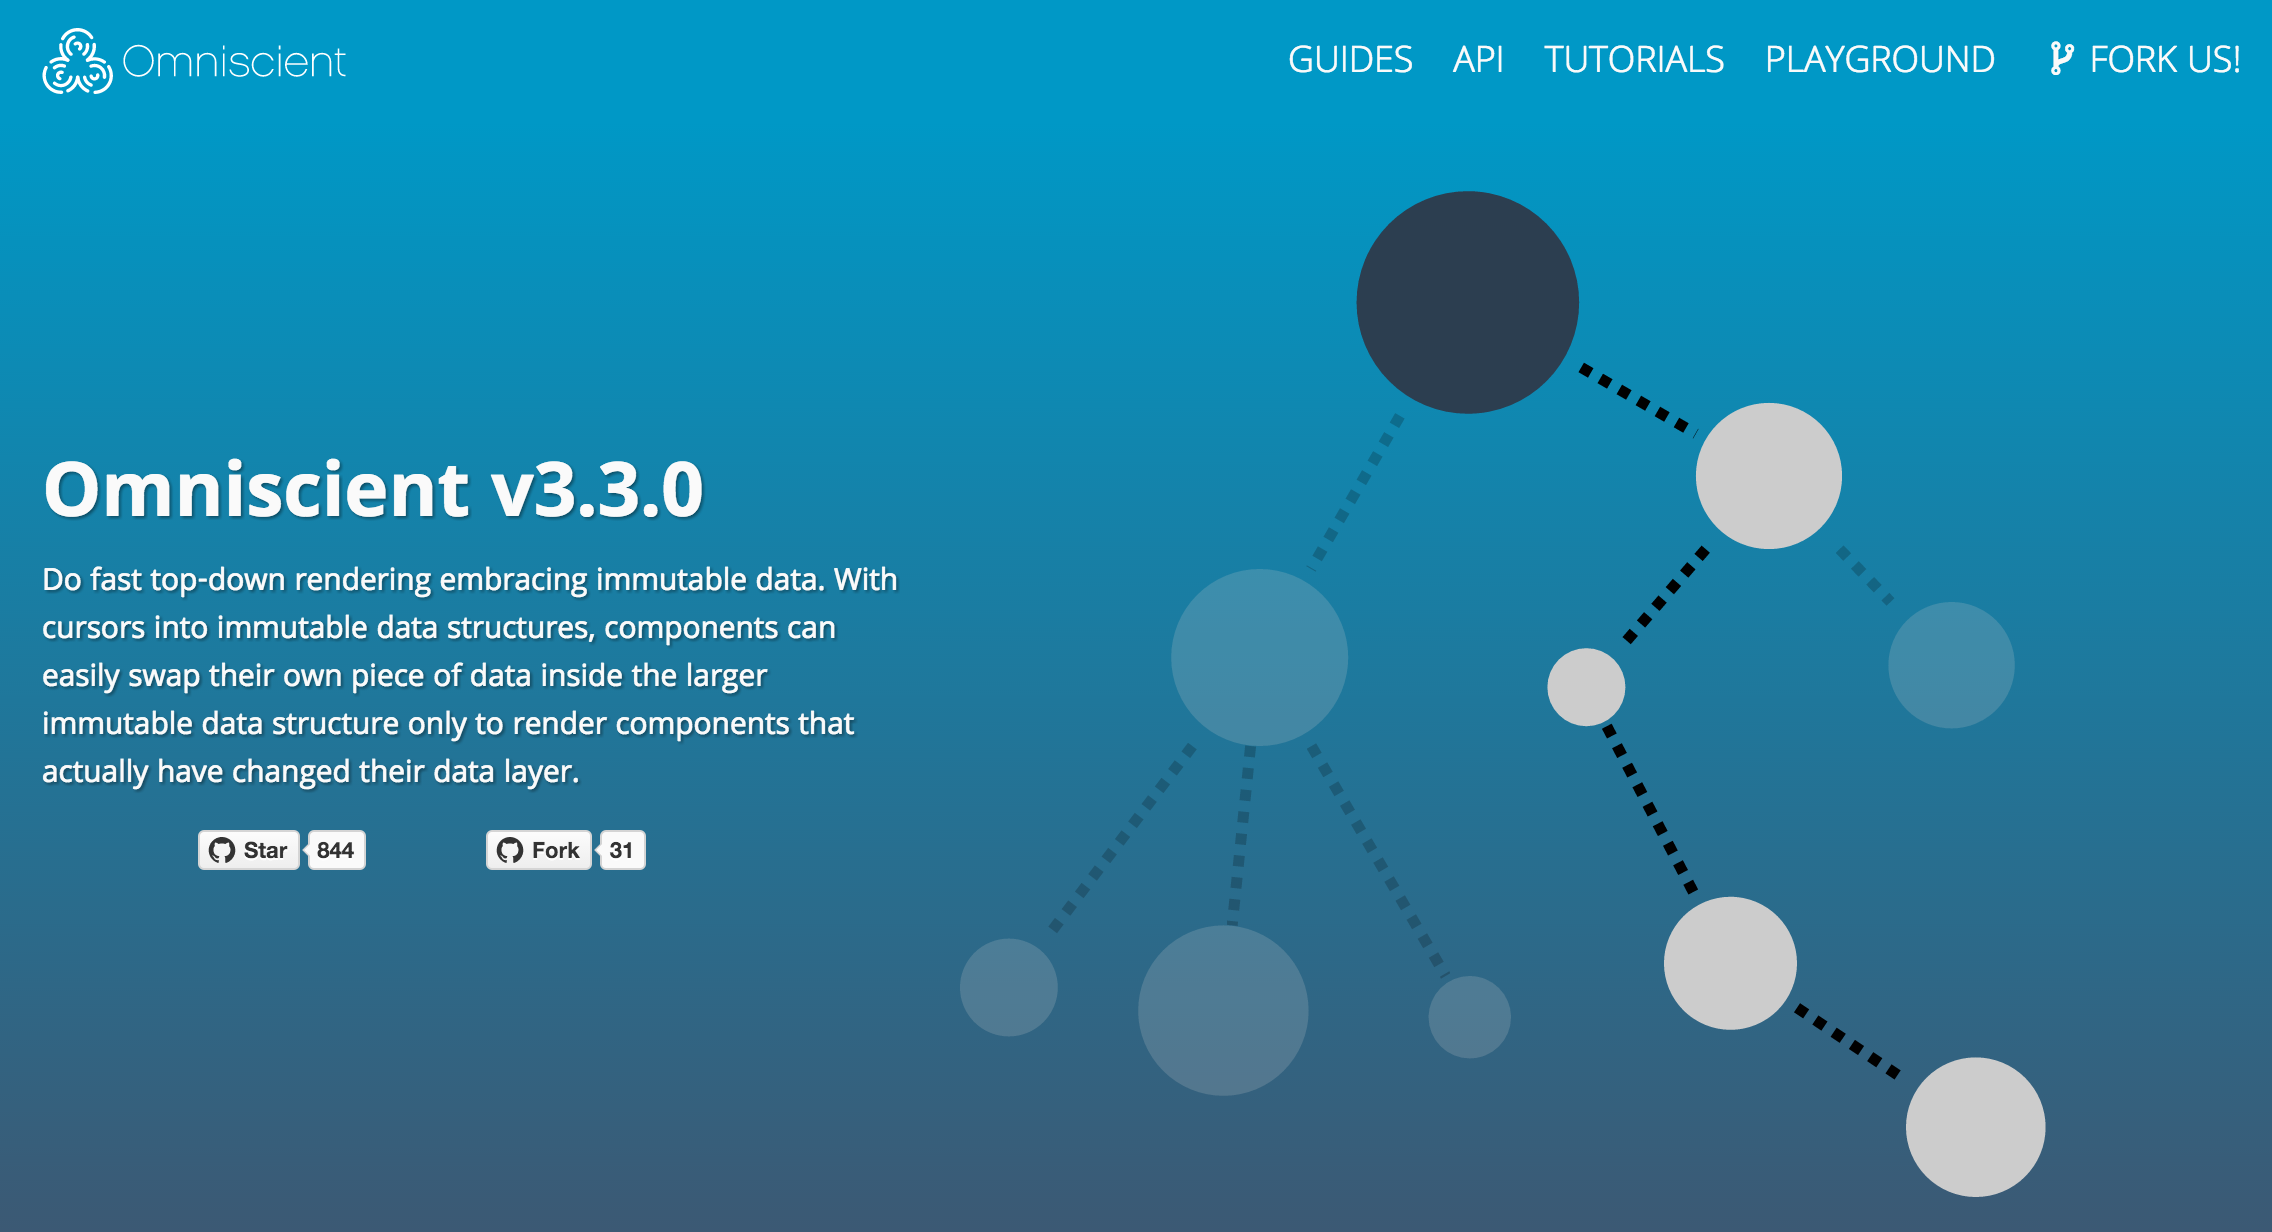 Omniscient
GUIDES API TUTORIALS PLAYGROUND FORK US!
Omniscient v3.3.0
Do fast top-down rendering embracing immutable data. With
cursors into immutable data structures, components can
easily swap their own piece of data inside the larger
immutable data structure only to render components that
actually have changed their data layer.
Star 844 Fork 31